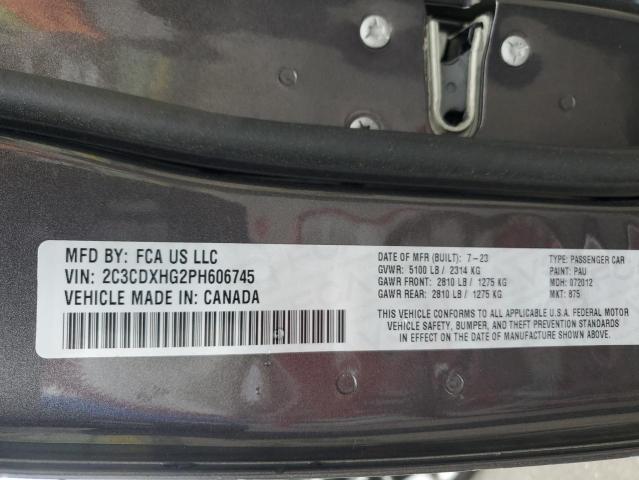 MFD BY: FCA US LLC
VIN: 2C3CDXHG2PH606745
VEHICLE MADE IN: CANADA
DATE OF MFR (BUILT): 7-23
GVWR: 5100 LB / 2314 KG
GAWR FRONT: 2810 LB / 1275 KG
GAWR REAR: 2810 LB / 1275 KG
TYPE: PASSENGER CAR
PAINT: PAU
MDH: 072012
MKT: 875
THIS VEHICLE CONFORMS TO ALL APPLICABLE U.S.A. FEDERAL MOTOR
VEHICLE SAFETY, BUMPER, AND THEFT PREVENTION STANDARDS
IN EFFECT ON THE DATE OF MANUFACTURE SHOWN ABOVE.